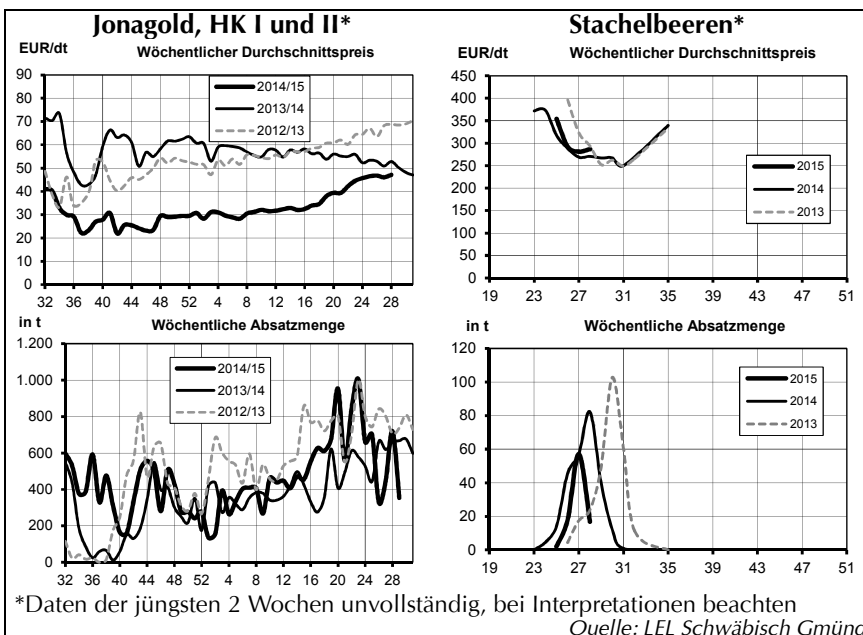 Jonagold, HK I und II*
EUR/dt
Wöchentlicher Durchschnittspreis
90
80
70
60
50
40
30
20
10
0
2014/15
2013/14
2012/13
32 36 40 44 48 52 4 8 12 16 20 24 28
in t
Wöchentliche Absatzmenge
1.200
1.000
800
600
400
200
0
2014/15
2013/14
2012/13
32 36 40 44 48 52 4 8 12 16 20 24 28
Stachelbeeren*
EUR/dt
Wöchentlicher Durchschnittspreis
450
400
350
300
250
200
150
100
50
0
2015
2014
2013
19 23 27 31 35 39 43 47 51
in t
Wöchentliche Absatzmenge
120
100
80
60
40
20
0
2015
2014
2013
19 23 27 31 35 39 43 47 51
*Daten der jüngsten 2 Wochen unvollständig, bei Interpretationen beachten
Quelle: LEL Schwäbisch Gmünd